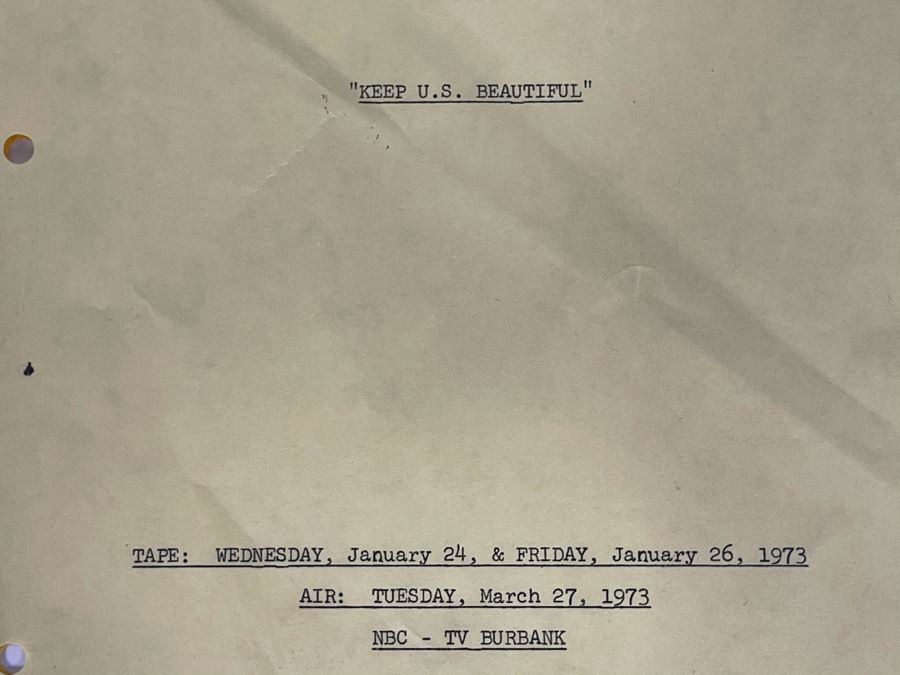 "KEEP U.S. BEAUTIFUL"
TAPE: WEDNESDAY, January 24, & FRIDAY, January 26, 1973
AIR: TUESDAY, March 27, 1973
NBC - TV BURBANK